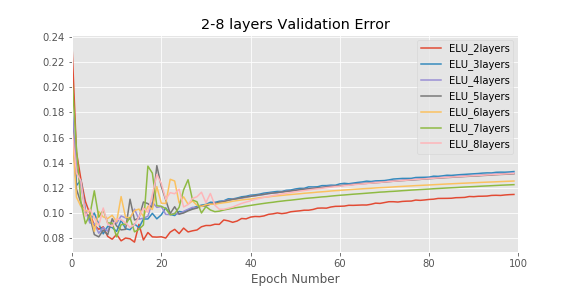 2-8 layers Validation Error
0.24
0.22
0.20
0.18
0.16
0.14
0.12
0.10
0.08
ELU_2layers
ELU_3layers
ELU_4layers
ELU_5layers
ELU_6layers
ELU_7layers
ELU_8layers
0 20 40 60 80 100
Epoch Number